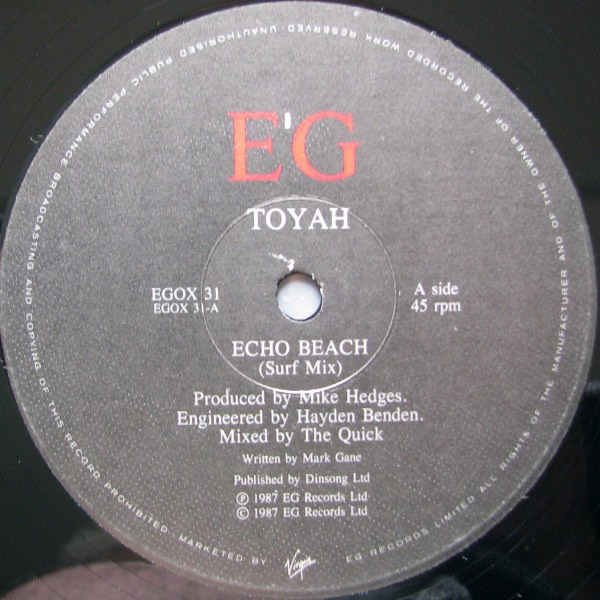 E'G
TOYAH
EGOX 31
EGOX 31-A
A side
45 rpm
ECHO BEACH
(Surf Mix)
Produced by Mike Hedges.
Engineered by Hayden Benden.
Mixed by The Quick
Written by Mark Gane
Published by Dinsong Ltd
Ⓟ 1987 EG Records Ltd
© 1987 EG Records Ltd
EG RECORDS LIMITED ALL RIGHTS OF THE MANUFACTURER AND OF THE OWNER OF THE RECORDED WORK RESERVED·UNAUTHORISED PUBLIC PERFORMANCE BROADCASTING AND COPYING OF THIS RECORD PROHIBITED·MARKETED BY
Virgin